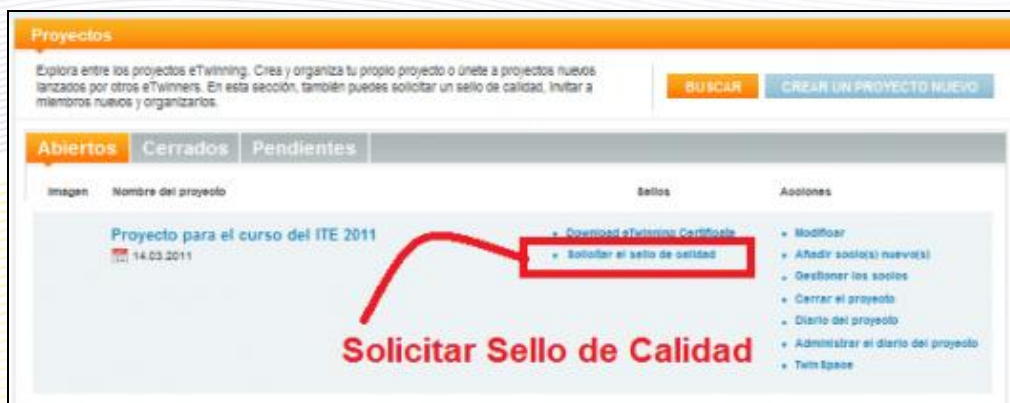 Proyectos
Explora entre los proyectos eTwinning. Crea y organiza tu propio proyecto o únete a proyectos nuevos
lanzados por otros eTwinners. En esta sección, también puedes solicitar un sello de calidad, invitar a
miembros nuevos y organizarlos.
BUSCAR CREAR UN PROYECTO NUEVO
Abiertos Cerrados Pendientes
Imagen Nombre del proyecto Sellos Acciones
Proyecto para el curso del ITE 2011
14.03.2011
Download eTwinning Certificate
Solicitar el sello de calidad
Modificar
Añadir socio(s) nuevo(s)
Gestionar los socios
Cerrar el proyecto
Diario del proyecto
Administrar el diario del proyecto
TwinSpace
Solicitar Sello de Calidad